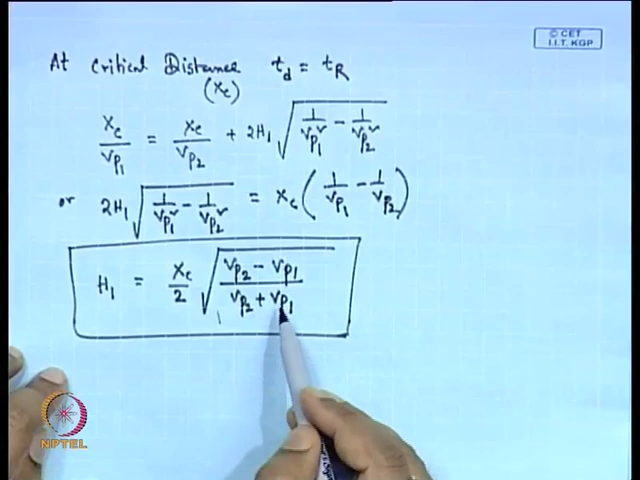 © CET
I.I.T. KGP
At Critical Distance t_d = t_R
(x_c)
x_c / v_p1 = x_c / v_p2 + 2H_1 √(1/v_p1² − 1/v_p2²)
or 2H_1 √(1/v_p1² − 1/v_p2²) = x_c (1/v_p1 − 1/v_p2)
H_1 = x_c / 2 √((v_p2 − v_p1) / (v_p2 + v_p1))
NPTEL